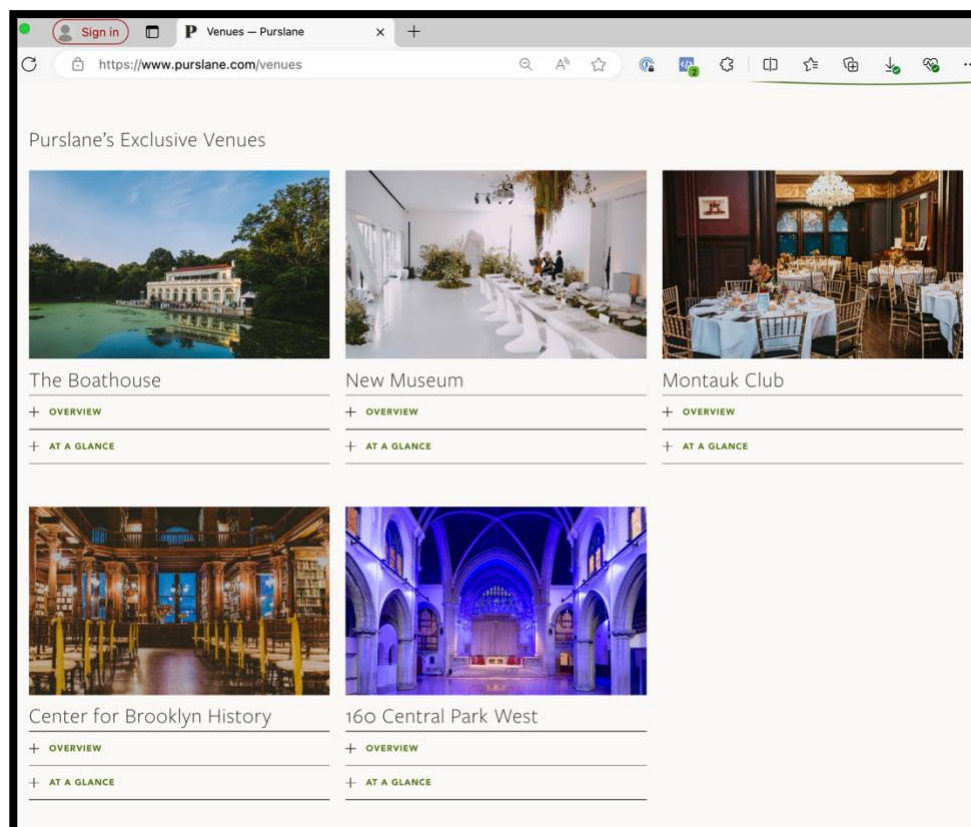 Sign in
Venues — Purslane
https://www.purslane.com/venues
2
Purslane’s Exclusive Venues
The Boathouse
New Museum
Montauk Club
+ OVERVIEW
+ OVERVIEW
+ OVERVIEW
+ AT A GLANCE
+ AT A GLANCE
+ AT A GLANCE
Center for Brooklyn History
160 Central Park West
+ OVERVIEW
+ OVERVIEW
+ AT A GLANCE
+ AT A GLANCE